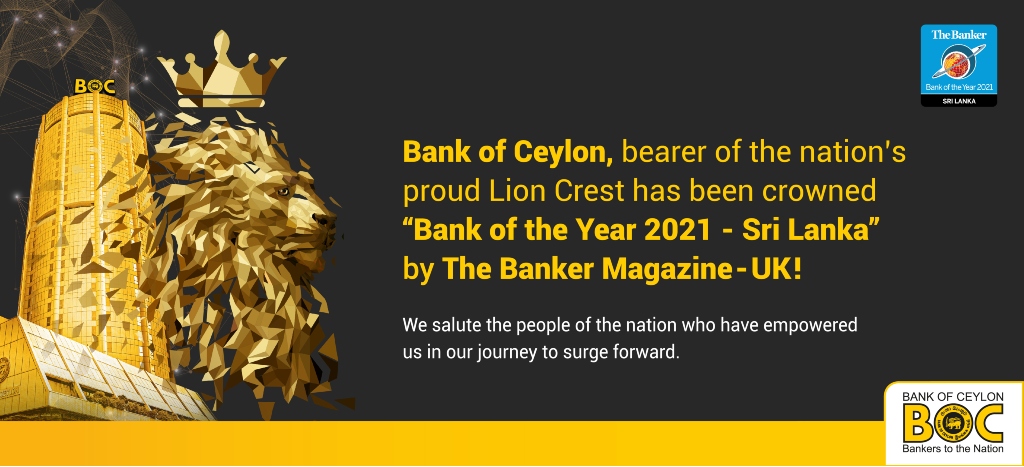 BOC
The Banker
Bank of the Year 2021
SRI LANKA
Bank of Ceylon, bearer of the nation's
proud Lion Crest has been crowned
“Bank of the Year 2021 - Sri Lanka”
by The Banker Magazine - UK!
We salute the people of the nation who have empowered
us in our journey to surge forward.
BANK OF CEYLON
BOC
Bankers to the Nation